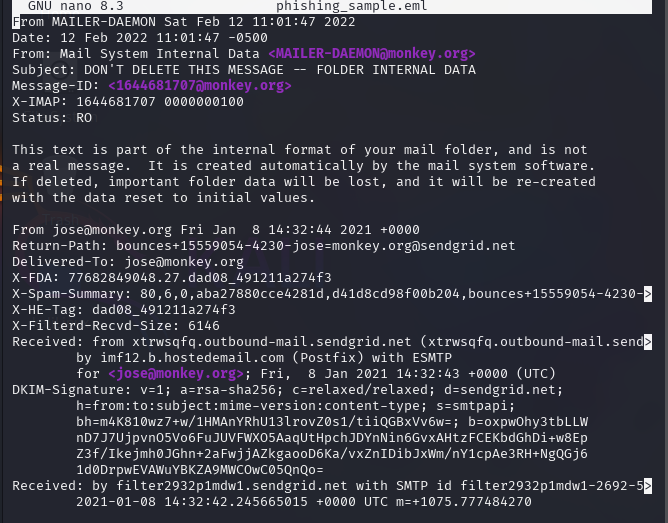 GNU nano 8.3 phishing_sample.eml
From MAILER-DAEMON Sat Feb 12 11:01:47 2022
Date: 12 Feb 2022 11:01:47 -0500
From: Mail System Internal Data <MAILER-DAEMON@monkey.org>
Subject: DON'T DELETE THIS MESSAGE -- FOLDER INTERNAL DATA
Message-ID: <1644681707@monkey.org>
X-IMAP: 1644681707 0000000100
Status: RO

This text is part of the internal format of your mail folder, and is not
a real message.  It is created automatically by the mail system software.
If deleted, important folder data will be lost, and it will be re-created
with the data reset to initial values.

From jose@monkey.org Fri Jan  8 14:32:44 2021 +0000
Return-Path: bounces+15559054-4230-jose=monkey.org@sendgrid.net
Delivered-To: jose@monkey.org
X-FDA: 77682849048.27.dad08_491211a274f3
X-Spam-Summary: 80,6,0,aba27880cce4281d,d41d8cd98f00b204,bounces+15559054-4230->
X-HE-Tag: dad08_491211a274f3
X-Filterd-Recvd-Size: 6146
Received: from xtrwsqfq.outbound-mail.sendgrid.net (xtrwsqfq.outbound-mail.send>
        by imf12.b.hostedemail.com (Postfix) with ESMTP
        for <jose@monkey.org>; Fri,  8 Jan 2021 14:32:43 +0000 (UTC)
DKIM-Signature: v=1; a=rsa-sha256; c=relaxed/relaxed; d=sendgrid.net;
        h=from:to:subject:mime-version:content-type; s=smtpapi;
        bh=m4K810wz7+w/1HMAnYRhU13lrovZ0s1/tiiQGBxVv6w=; b=oxpwOhy3tbLLW
        nD7J7UjpvnO5Vo6FuJUVFWXO5AaqUtHpchJDYnNin6GvxAHtzFCEKbdGhDi+w8Ep
        Z3f/Ikejmh0JGhn+2aFwjjAZkgaooD6Ka/vxZnIDibJxWm/nY1cpAe3RH+NgQGj6
        1d0DrpwEVAWuYBKZA9MWCOwC05QnQo=
Received: by filter2932p1mdw1.sendgrid.net with SMTP id filter2932p1mdw1-2692-5>
        2021-01-08 14:32:42.245665015 +0000 UTC m=+1075.777484270